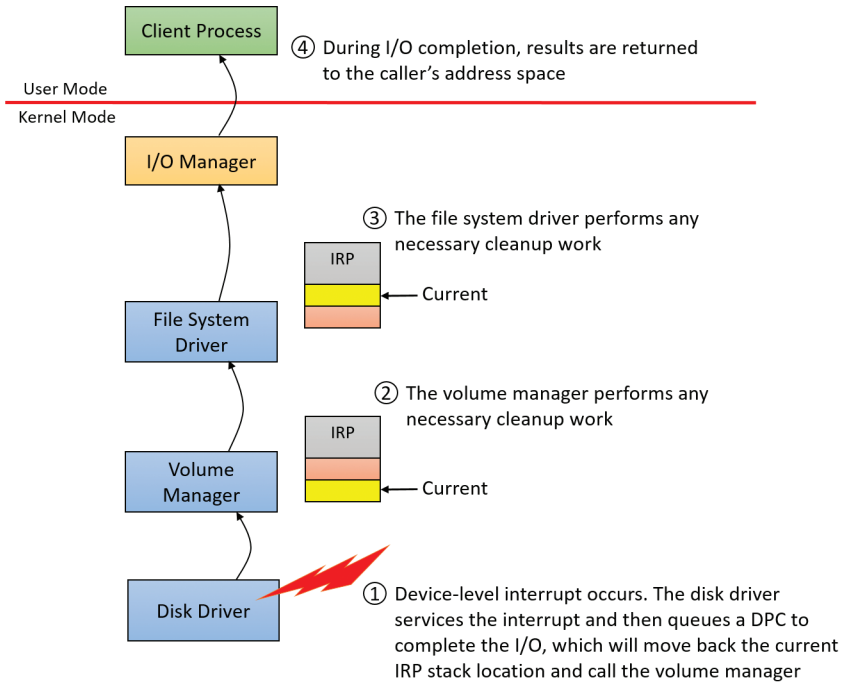 Client Process
④ During I/O completion, results are returned
to the caller’s address space
User Mode
Kernel Mode
I/O Manager
③ The file system driver performs any
necessary cleanup work
IRP
Current
File System
Driver
② The volume manager performs any
necessary cleanup work
IRP
Current
Volume
Manager
Disk Driver
① Device-level interrupt occurs. The disk driver
services the interrupt and then queues a DPC to
complete the I/O, which will move back the current
IRP stack location and call the volume manager